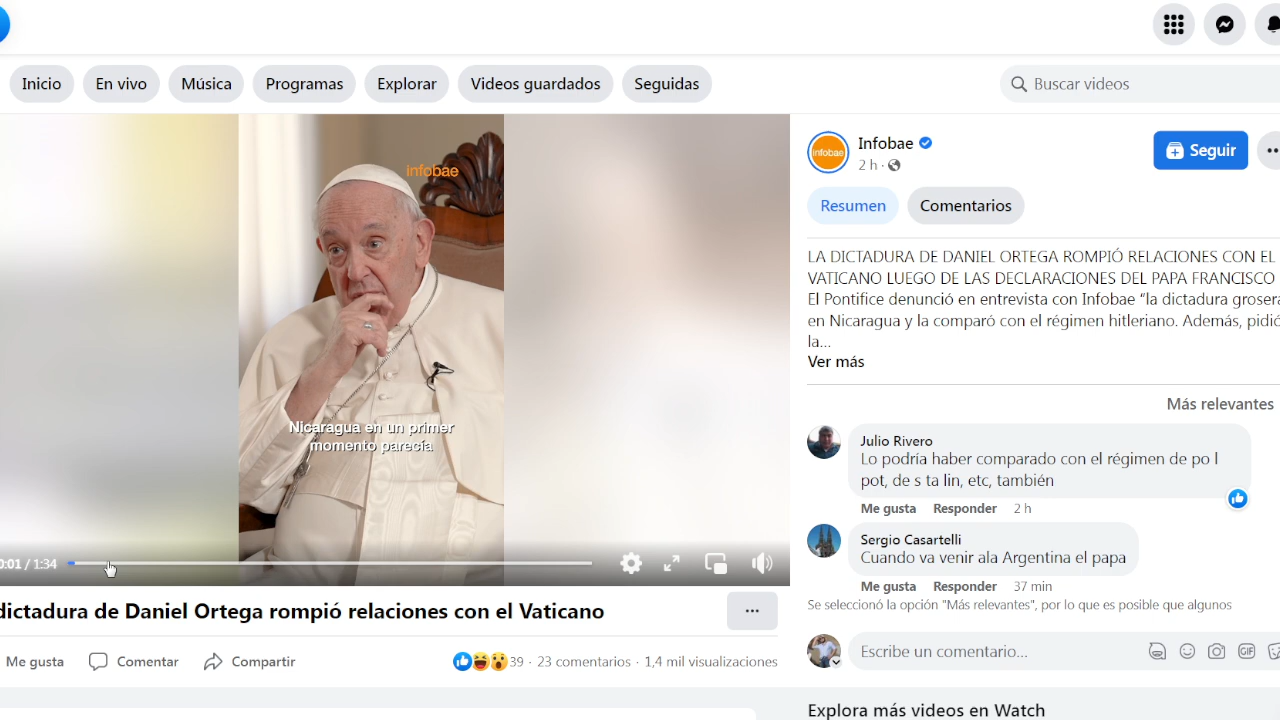 Inicio
En vivo
Música
Programas
Explorar
Videos guardados
Seguidas
Buscar videos
infobae
Nicaragua en un primer
momento parecía
0:01 / 1:34
dictadura de Daniel Ortega rompió relaciones con el Vaticano
Me gusta
Comentar
Compartir
39 · 23 comentarios · 1,4 mil visualizaciones
infobae
Infobae
2 h ·
Seguir
Resumen
Comentarios
LA DICTADURA DE DANIEL ORTEGA ROMPIÓ RELACIONES CON EL
VATICANO LUEGO DE LAS DECLARACIONES DEL PAPA FRANCISCO
El Pontifice denunció en entrevista con Infobae “la dictadura grosera
en Nicaragua y la comparó con el régimen hitleriano. Además, pidió
la...
Ver más
Más relevantes
Julio Rivero
Lo podría haber comparado con el régimen de po l
pot, de s ta lin, etc, también
Me gusta Responder 2 h
Sergio Casartelli
Cuando va venir ala Argentina el papa
Me gusta Responder 37 min
Se seleccionó la opción "Más relevantes", por lo que es posible que algunos
Escribe un comentario...
GIF
Explora más videos en Watch